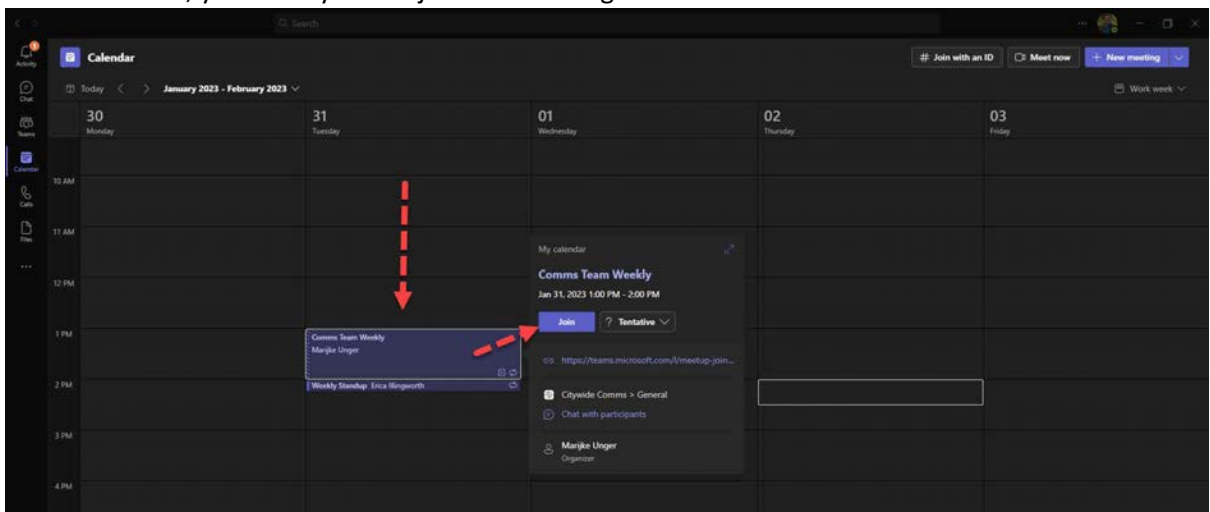 Search
Activity
Calendar
# Join with an ID
Meet now
+ New meeting
Chat
Today
January 2023 - February 2023
Work week
Teams
30
Monday
31
Tuesday
01
Wednesday
02
Thursday
03
Friday
Calendar
10 AM
Calls
11 AM
Files
12 PM
My calendar
Comms Team Weekly
Jan 31, 2023 1:00 PM - 2:00 PM
Join
? Tentative
1 PM
Comms Team Weekly
Marijke Unger
https://teams.microsoft.com/l/meetup-join...
2 PM
Weekly Standup Erica Illingworth
Citywide Comms > General
Chat with participants
3 PM
Marijke Unger
Organizer
4 PM